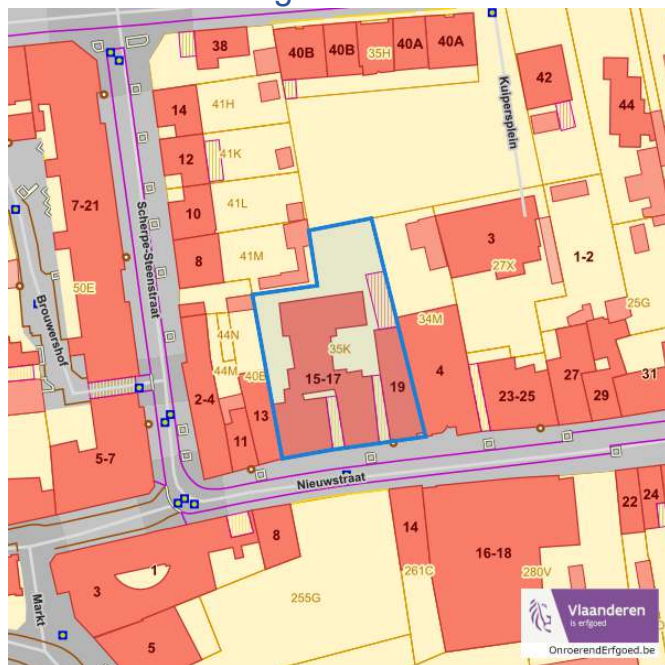 38
40B
40B
35H
40A
40A
42
44
Kuipersplein
14
41H
12
41K
7-21
Scherpe-Steenstraat
10
41L
8
41M
3
27X
1-2
50E
Brouwershof
44N
44M
40E
2-4
35K
34M
25G
15-17
19
4
23-25
27
29
31
13
11
5-7
Nieuwstraat
8
14
16-18
22
24
1
3
Markt
5
255G
261C
280V
Vlaanderen
is erfgoed
OnroerendErfgoed.be